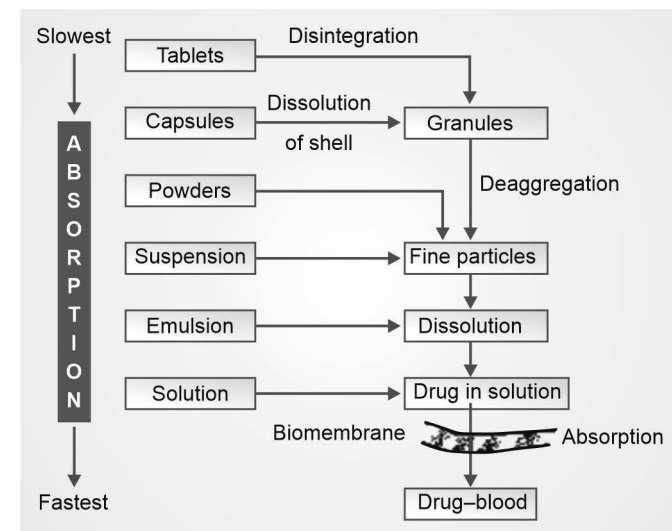 Slowest
Disintegration
Tablets
Dissolution
Capsules
Granules
of shell
ABSORPTION
Deaggregation
Powders
Suspension
Fine particles
Emulsion
Dissolution
Solution
Drug in solution
Biomembrane
Absorption
Fastest
Drug–blood